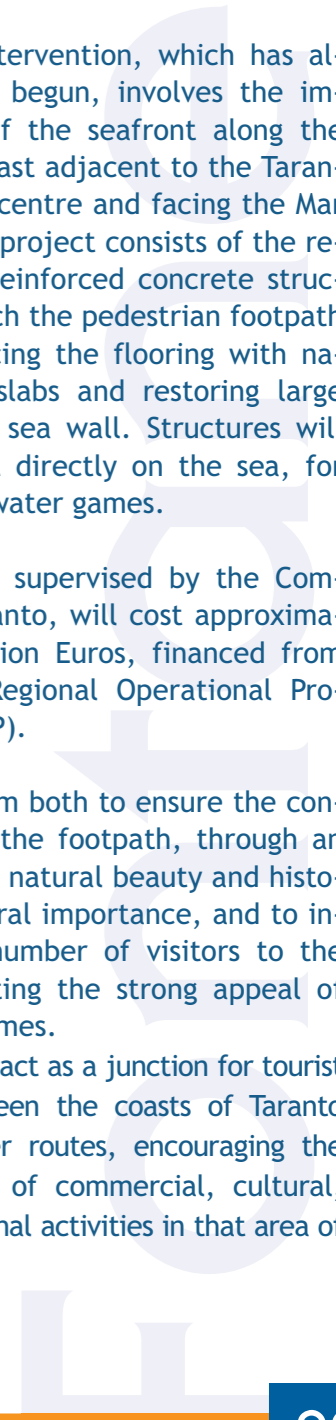 tervention, which has al-
begun, involves the im-
f the seafront along the
ast adjacent to the Taran-
centre and facing the Mar
project consists of the re-
einforced concrete struc-
ch the pedestrian footpath
cing the flooring with na-
slabs and restoring large
sea wall. Structures will
directly on the sea, for
water games.
supervised by the Com-
anto, will cost approxima-
ion Euros, financed from
Regional Operational Pro-
P).
m both to ensure the con-
the footpath, through an
natural beauty and histo-
ral importance, and to in-
number of visitors to the
ting the strong appeal of
mes.
act as a junction for tourist
een the coasts of Taranto
er routes, encouraging the
of commercial, cultural,
nal activities in that area of
Fontane